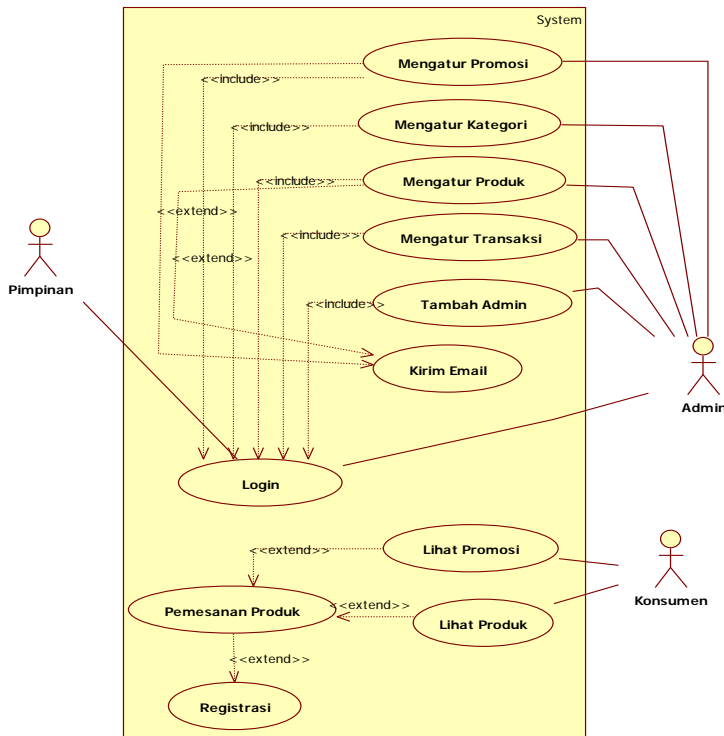 System
Mengatur Promosi
<<include>>
Mengatur Kategori
<<include>>
Mengatur Produk
<<include>>
<<extend>>
Mengatur Transaksi
<<include>>
<<extend>>
Pimpinan
Tambah Admin
<<include>>
Kirim Email
Admin
Login
Lihat Promosi
<<extend>>
Konsumen
Pemesanan Produk
<<extend>>
Lihat Produk
<<extend>>
Registrasi